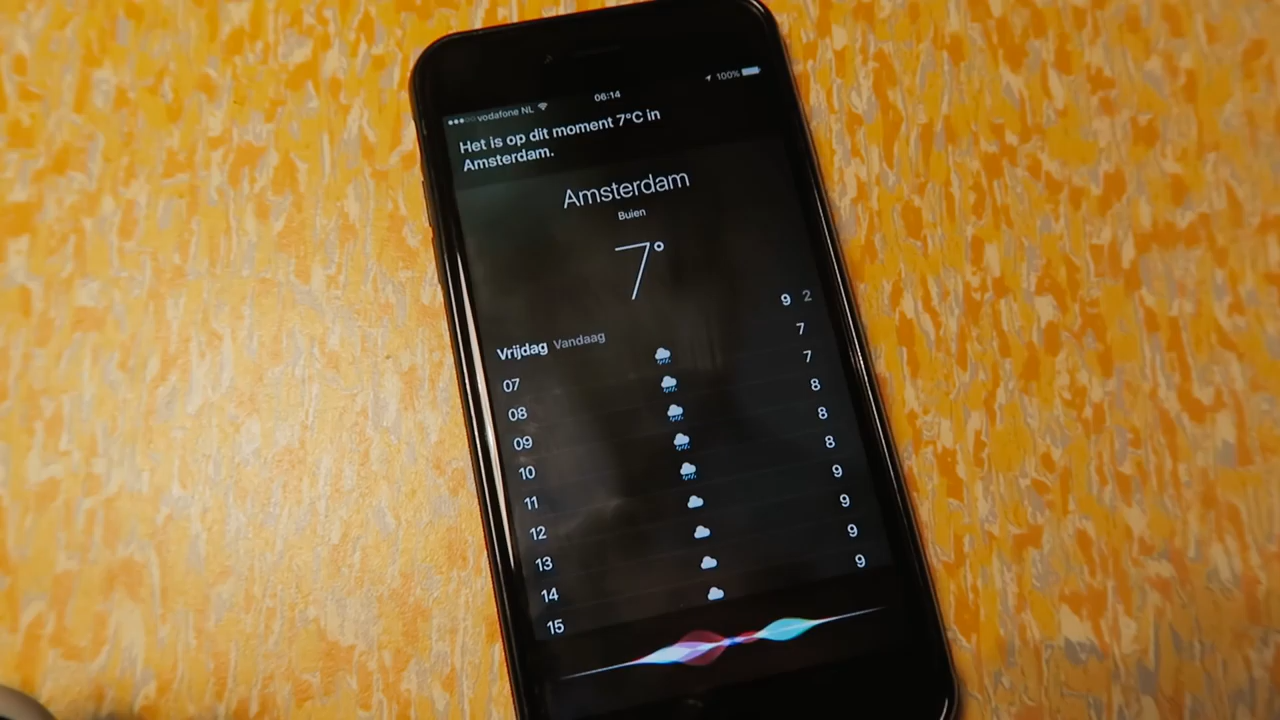 vodafone NL 06:14 100%
Het is op dit moment 7°C in
Amsterdam.
Amsterdam
Buien
7°
Vrijdag Vandaag 9 2
07 7
08 7
09 8
10 8
11 8
12 9
13 9
14 9
15 9